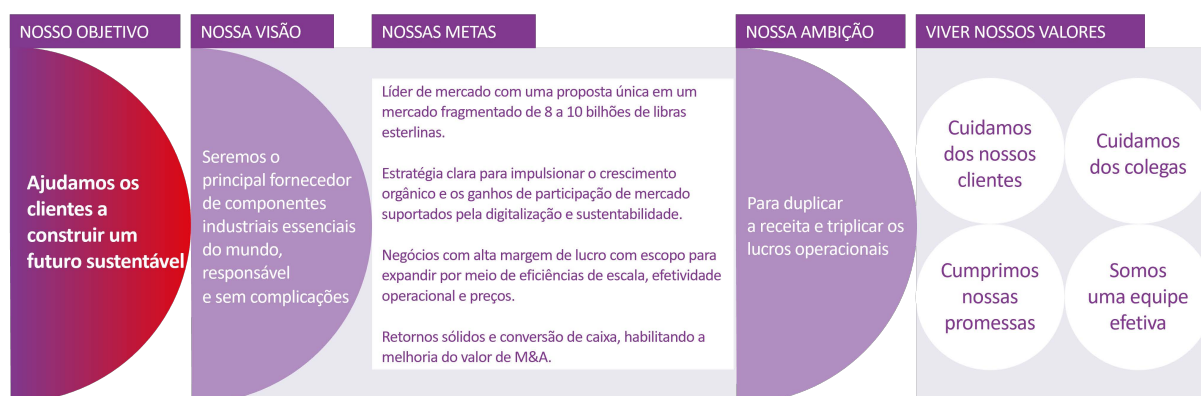 NOSSO OBJETIVO
Ajudamos os
clientes a
construir um
futuro sustentável
NOSSA VISÃO
Seremos o
principal fornecedor
de componentes
industriais essenciais
do mundo,
responsável
e sem complicações
NOSSAS METAS
Líder de mercado com uma proposta única em um
mercado fragmentado de 8 a 10 bilhões de libras
esterlinas.
Estratégia clara para impulsionar o crescimento
orgânico e os ganhos de participação de mercado
suportados pela digitalização e sustentabilidade.
Negócios com alta margem de lucro com escopo para
expandir por meio de eficiências de escala, efetividade
operacional e preços.
Retornos sólidos e conversão de caixa, habilitando a
melhoria do valor de M&A.
NOSSA AMBIÇÃO
Para duplicar
a receita e triplicar os
lucros operacionais
VIVER NOSSOS VALORES
Cuidamos
dos nossos
clientes
Cuidamos
dos colegas
Cumprimos
nossas
promessas
Somos
uma equipe
efetiva